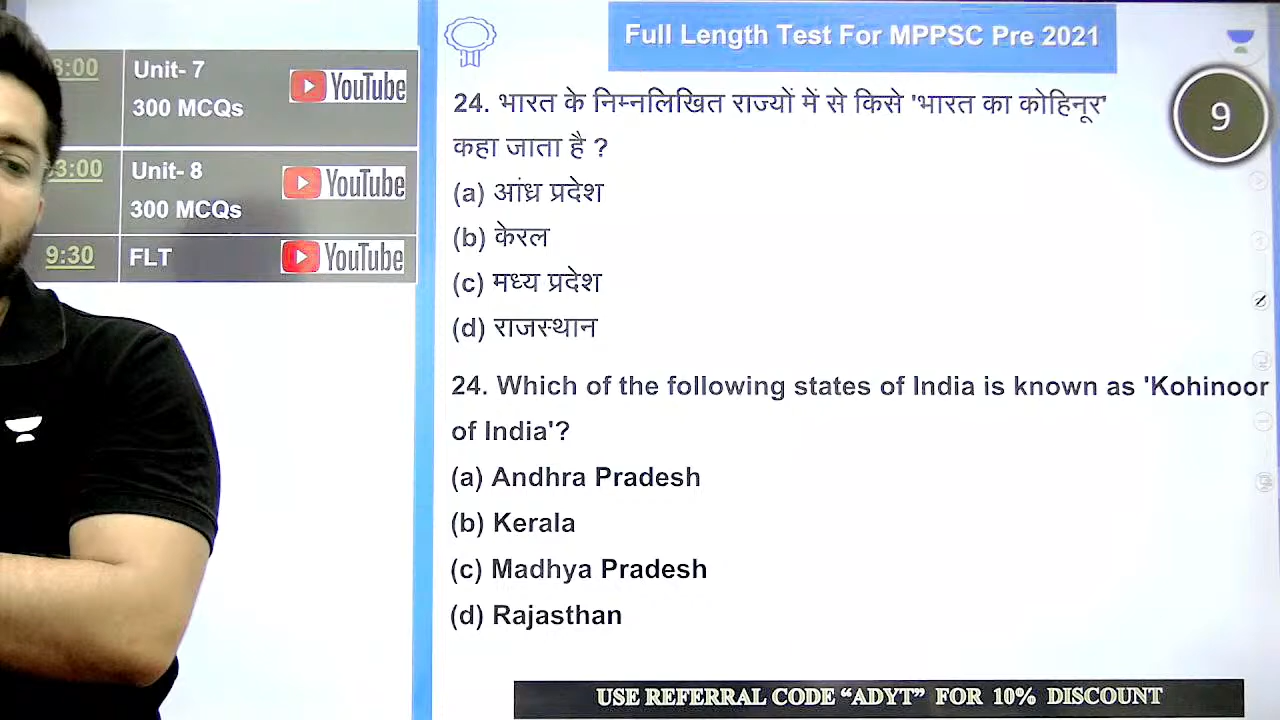 Full Length Test For MPPSC Pre 2021
Unit- 7
300 MCQs
YouTube
3:00
Unit- 8
300 MCQs
YouTube
9:30
FLT
YouTube
9
24. भारत के निम्नलिखित राज्यों में से किसे 'भारत का कोहिनूर'
कहा जाता है ?
(a) आंध्र प्रदेश
(b) केरल
(c) मध्य प्रदेश
(d) राजस्थान
24. Which of the following states of India is known as 'Kohinoor
of India'?
(a) Andhra Pradesh
(b) Kerala
(c) Madhya Pradesh
(d) Rajasthan
USE REFERRAL CODE “ADYT” FOR 10% DISCOUNT